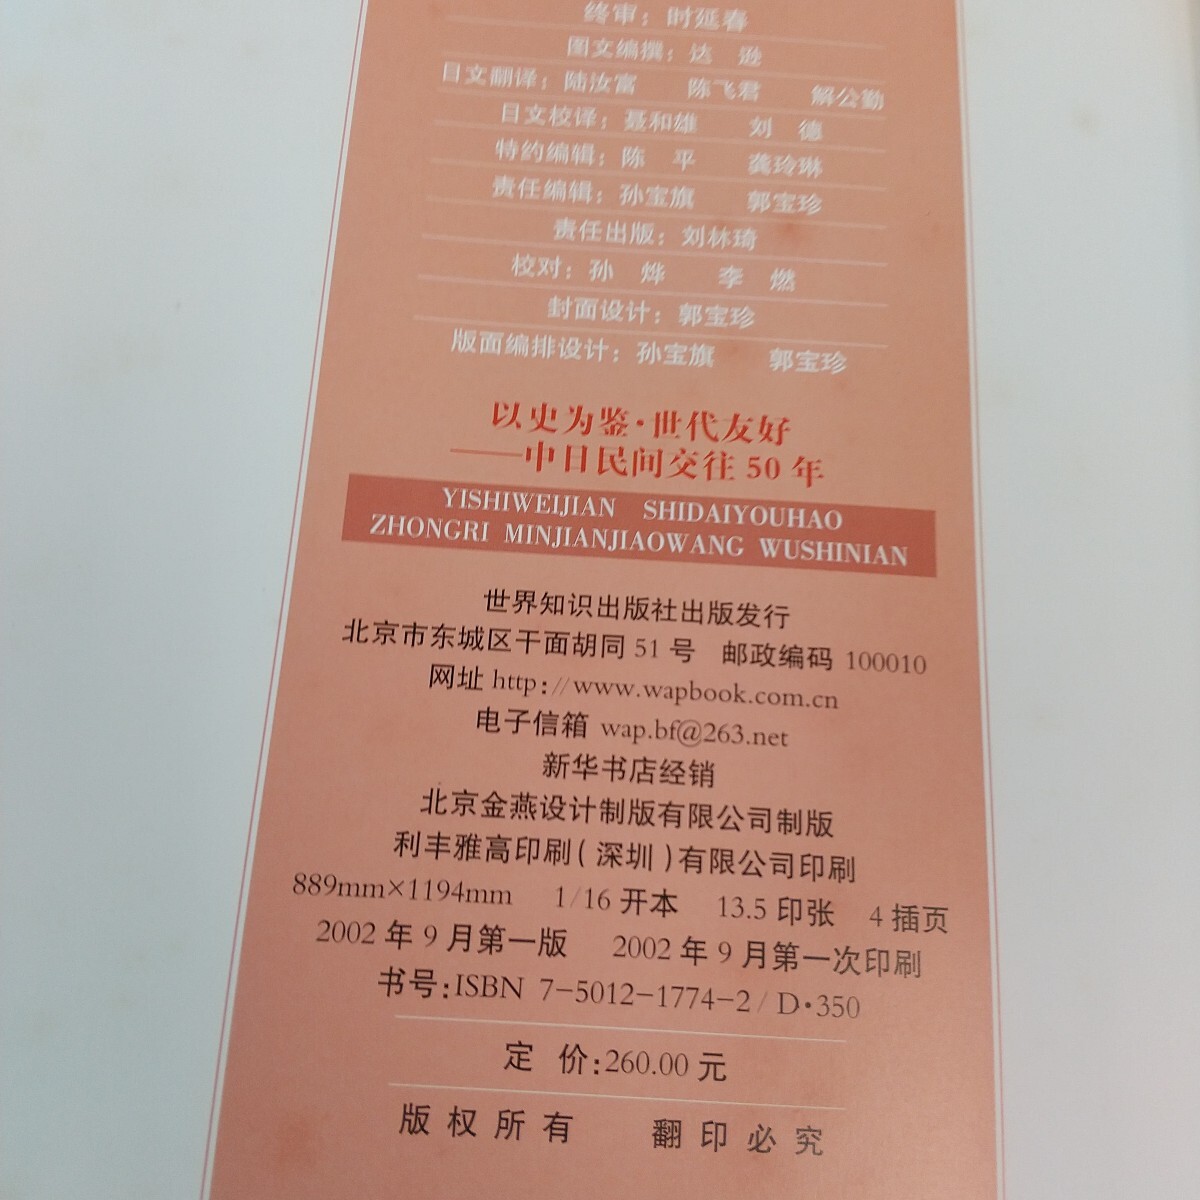 终审：时延春
图文编撰：达 逊
日文翻译：陆汝富 陈飞君 解公勤
日文校译：聂和雄 刘 德
特约编辑：陈 平 龚玲琳
责任编辑：孙宝旗 郭宝珍
责任出版：刘林琦
校对：孙 烨 李 燃
封面设计：郭宝珍
版面编排设计：孙宝旗 郭宝珍
以史为鉴·世代友好
——中日民间交往50年
YISHIWEIJIAN SHIDAIYOUHAO
ZHONGRI MINJIANJIAOWANG WUSHINIAN
世界知识出版社出版发行
北京市东城区干面胡同51号 邮政编码 100010
网址 http://www.wapbook.com.cn
电子信箱 wap.bf@263.net
新华书店经销
北京金燕设计制版有限公司制版
利丰雅高印刷(深圳)有限公司印刷
889mm×1194mm 1/16开本 13.5印张 4插页
2002年9月第一版 2002年9月第一次印刷
书号:ISBN 7-5012-1774-2/D·350
定 价:260.00元
版权所有 翻印必究